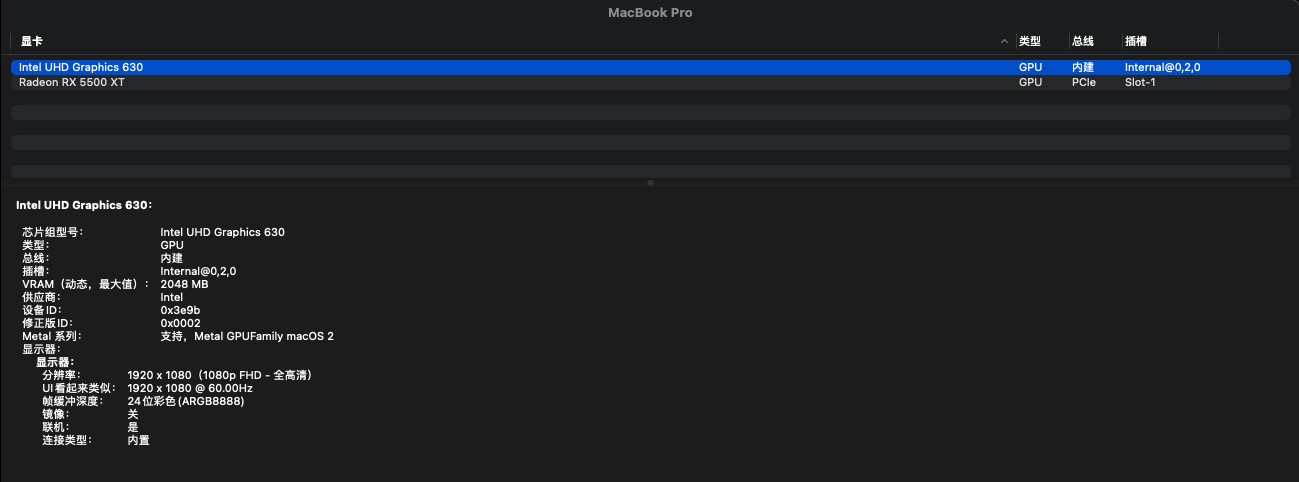 MacBook Pro
显卡 类型 总线 插槽
Intel UHD Graphics 630 GPU 内建 Internal@0,2,0
Radeon RX 5500 XT GPU PCIe Slot-1
Intel UHD Graphics 630：
芯片组型号： Intel UHD Graphics 630
类型： GPU
总线： 内建
插槽： Internal@0,2,0
VRAM（动态，最大值）： 2048 MB
供应商： Intel
设备ID： 0x3e9b
修正版ID： 0x0002
Metal 系列： 支持，Metal GPUFamily macOS 2
显示器：
显示器：
分辨率： 1920 x 1080（1080p FHD - 全高清）
UI看起来类似： 1920 x 1080 @ 60.00Hz
帧缓冲深度： 24位彩色(ARGB8888)
镜像： 关
联机： 是
连接类型： 内置